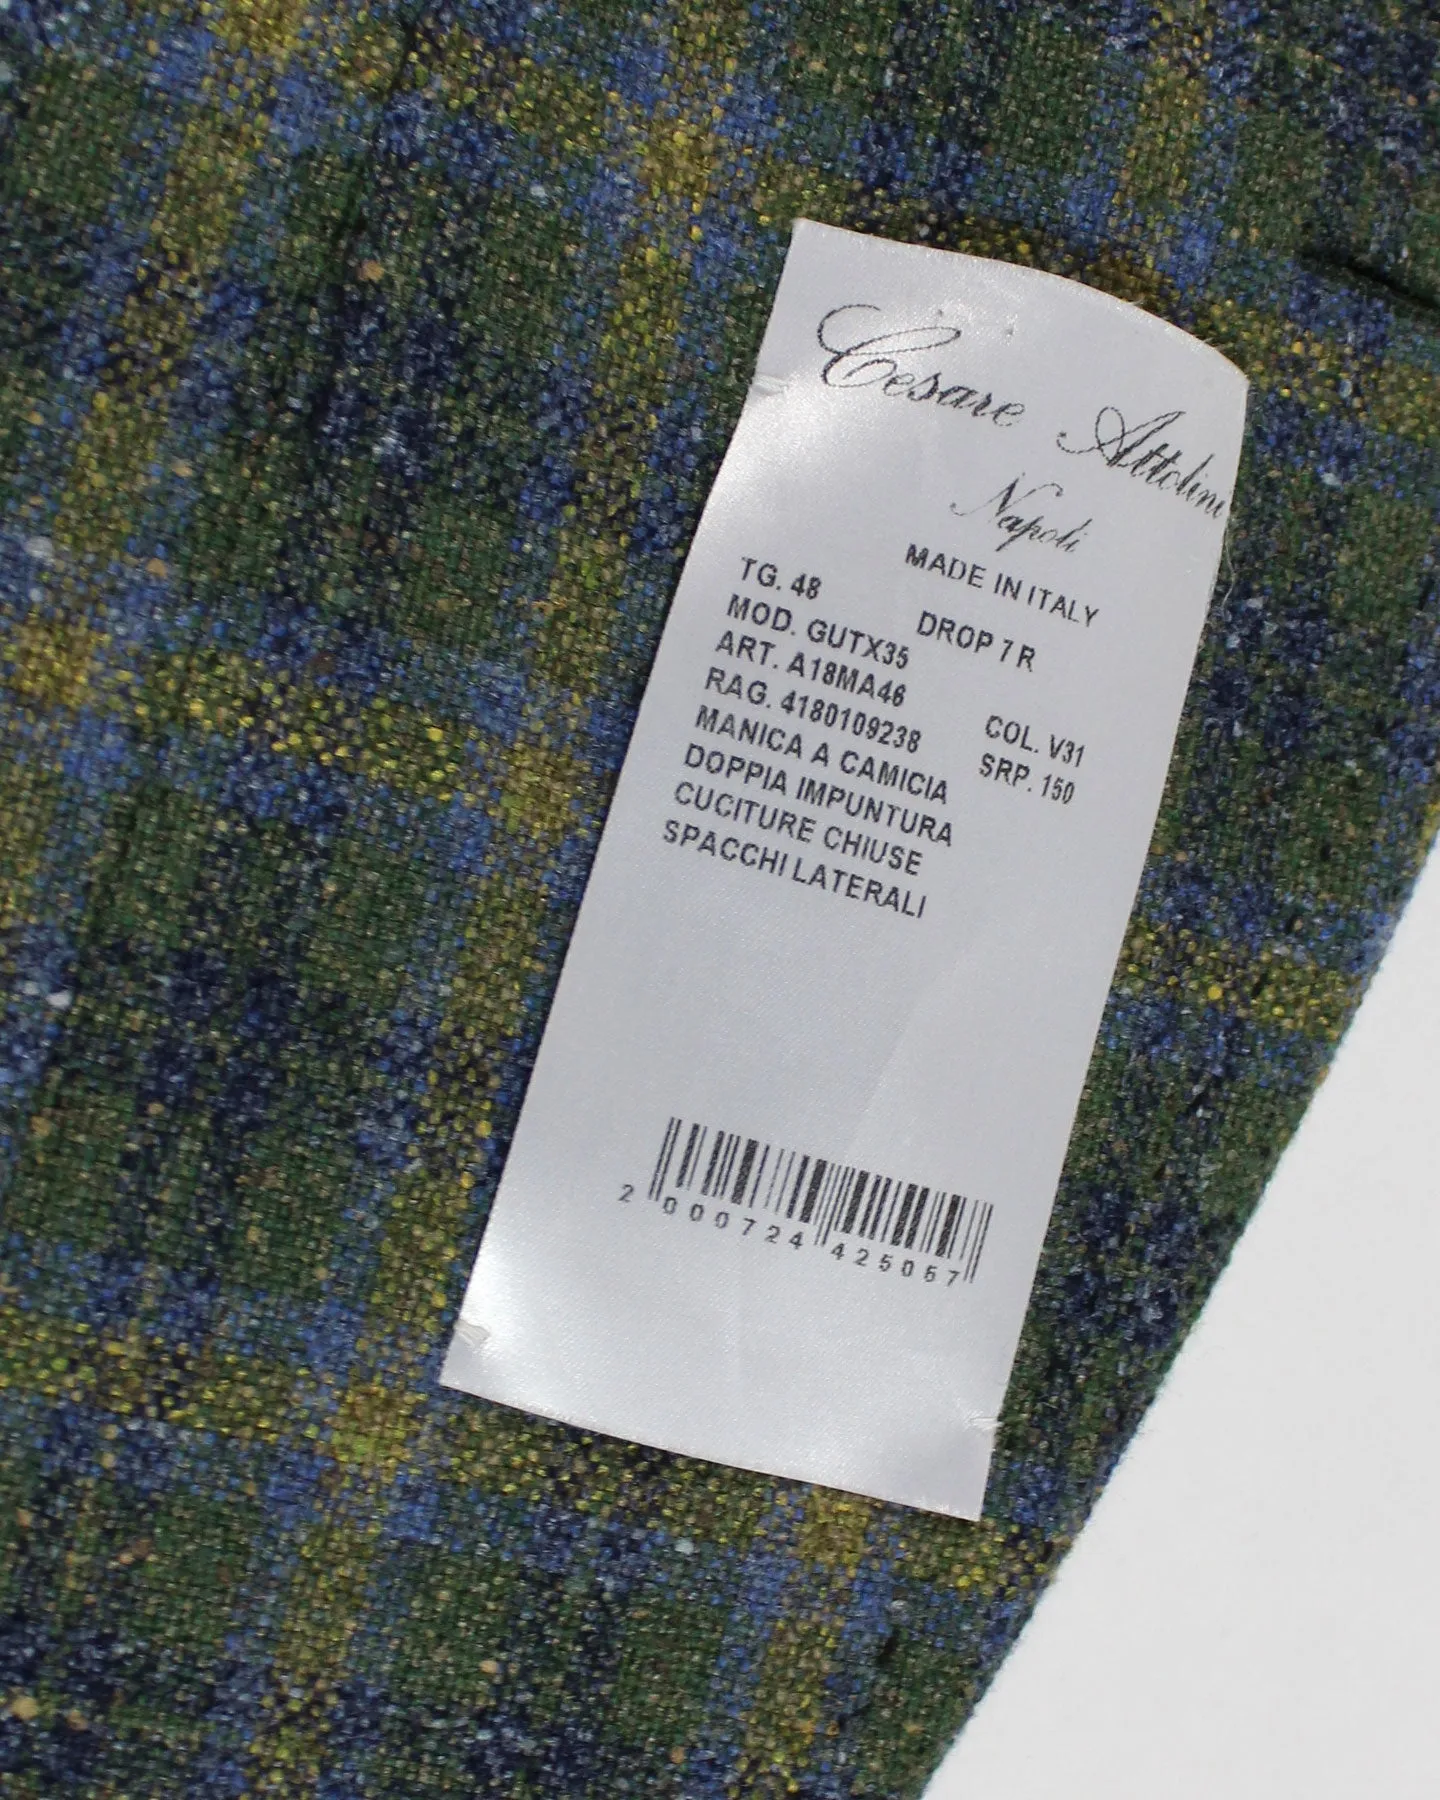 Cesare Attolini
Napoli
MADE IN ITALY
TG. 48 DROP 7 R
MOD. GUTX35
ART. A18MA46 COL. V31
RAG. 4180109238 SRP. 150
MANICA A CAMICIA
DOPPIA IMPUNTURA
CUCITURE CHIUSE
SPACCHI LATERALI
2 000724 425057